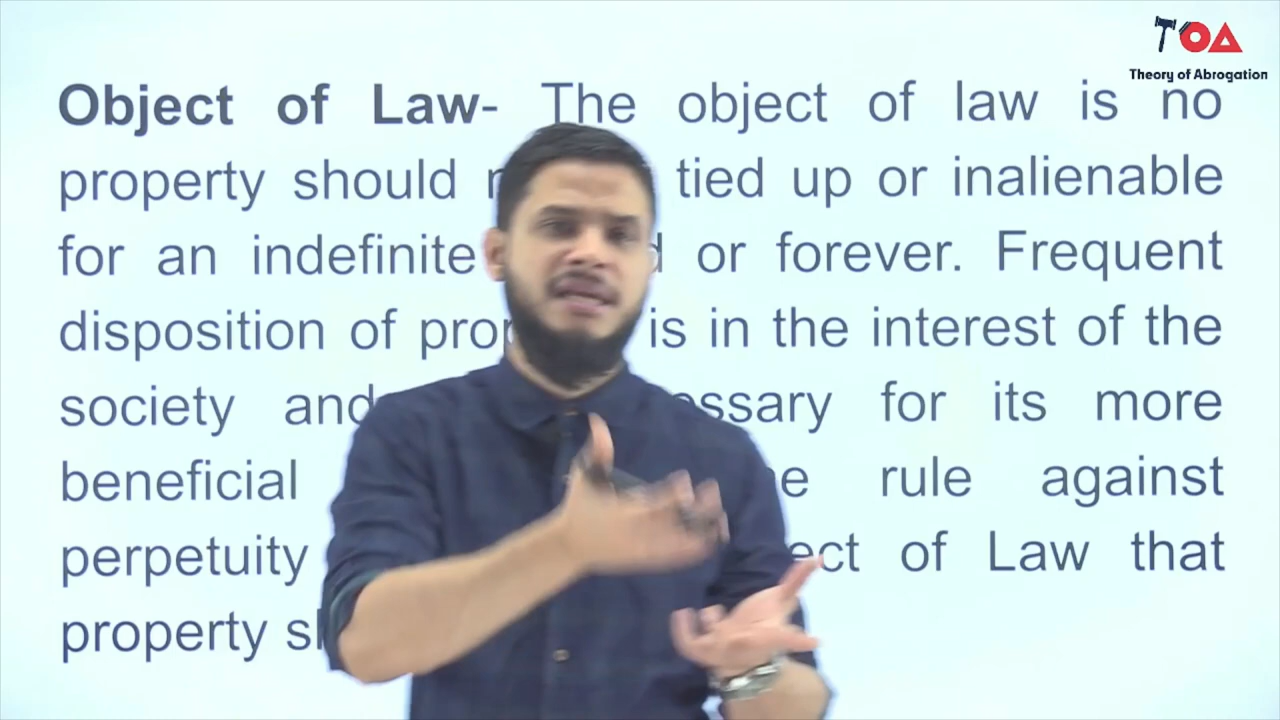 TOA
Theory of Abrogation
Object of Law- The object of law is no
property should tied up or inalienable
for an indefinite or forever. Frequent
disposition of is in the interest of the
society and for its more
beneficial rule against
perpetuity of Law that
property